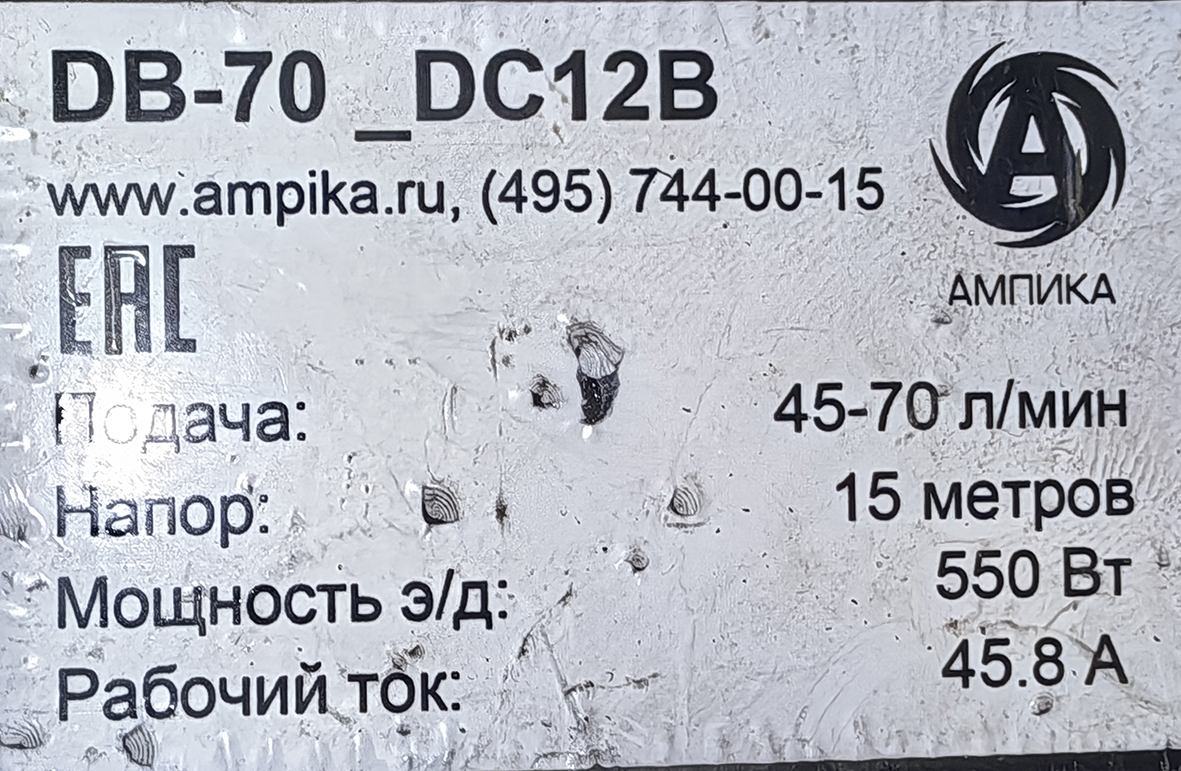 DB-70 _DC12B
www.ampika.ru, (495) 744-00-15
АМПИКА
EAC
Подача: 45-70 л/мин
Напор: 15 метров
Мощность э/д: 550 Вт
Рабочий ток: 45.8 А